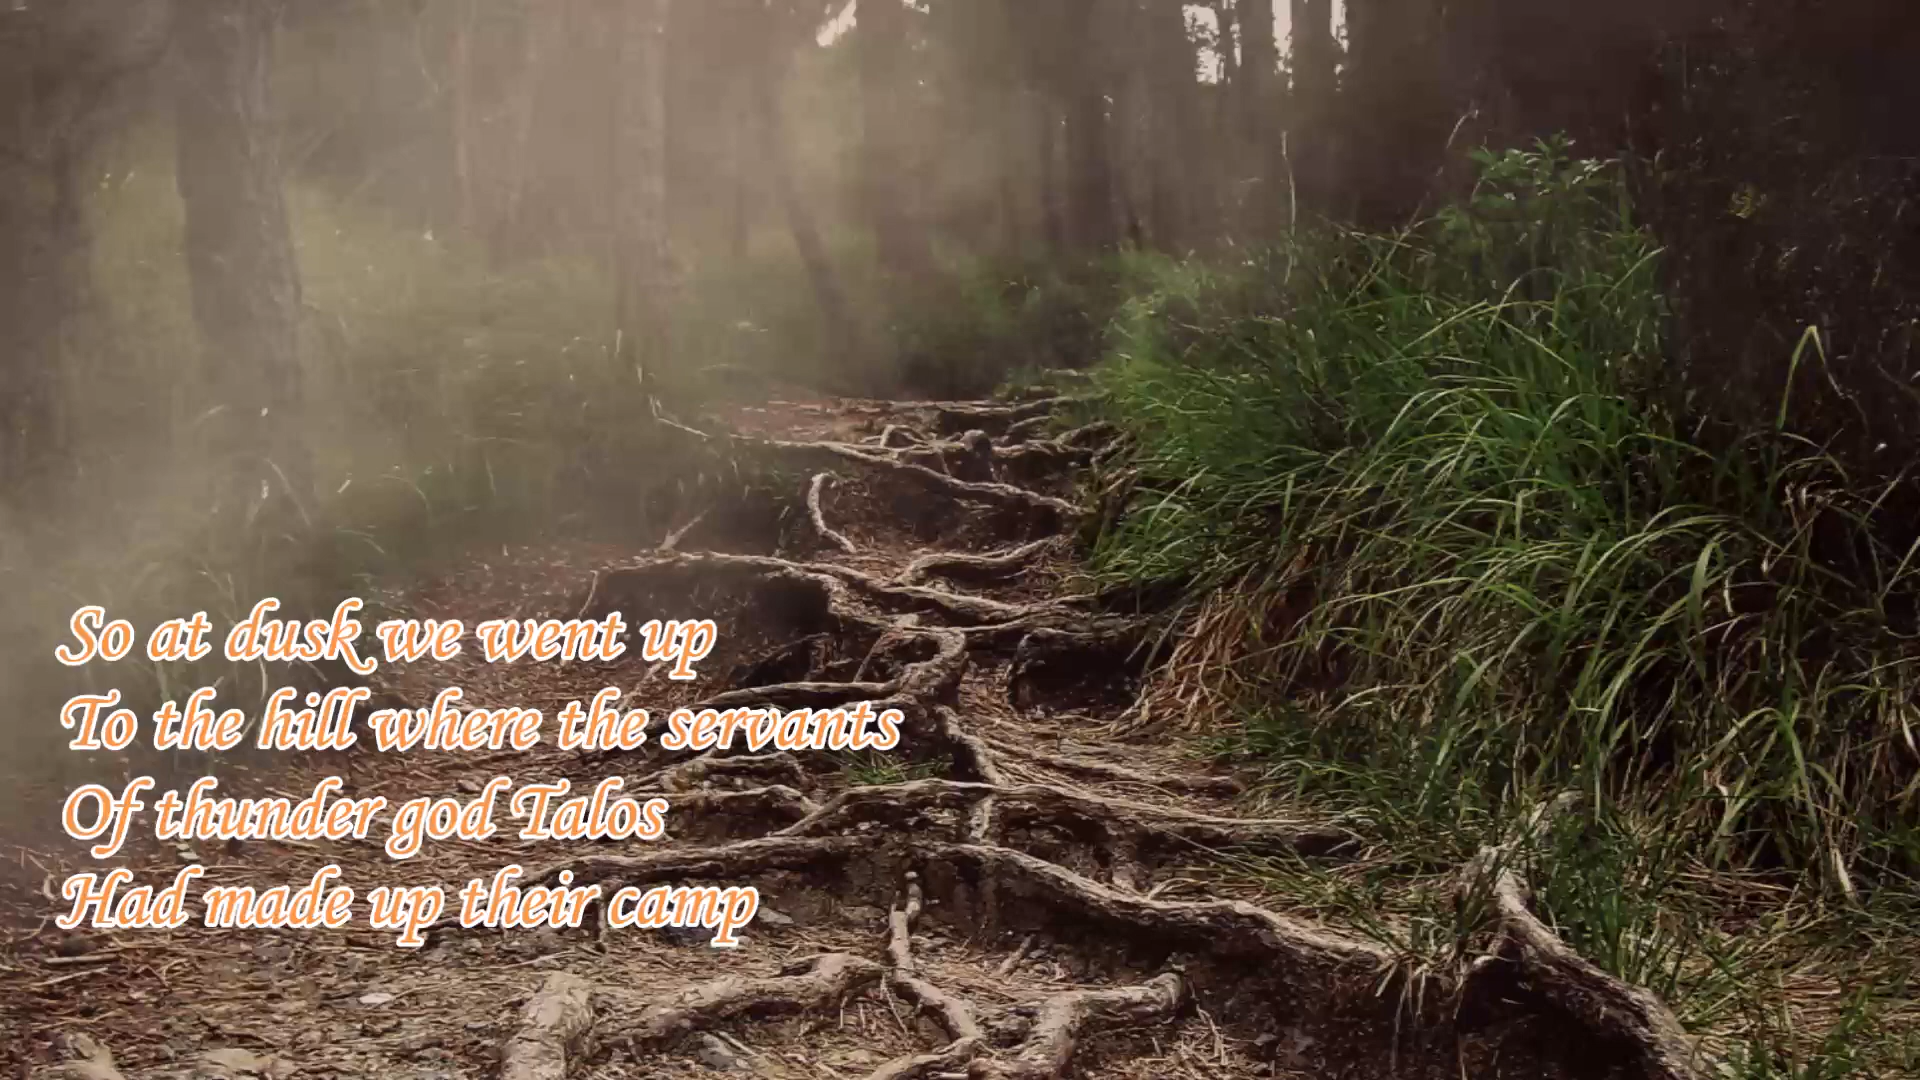 So at dusk we went up
To the hill where the servants
Of thunder god Talos
Had made up their camp